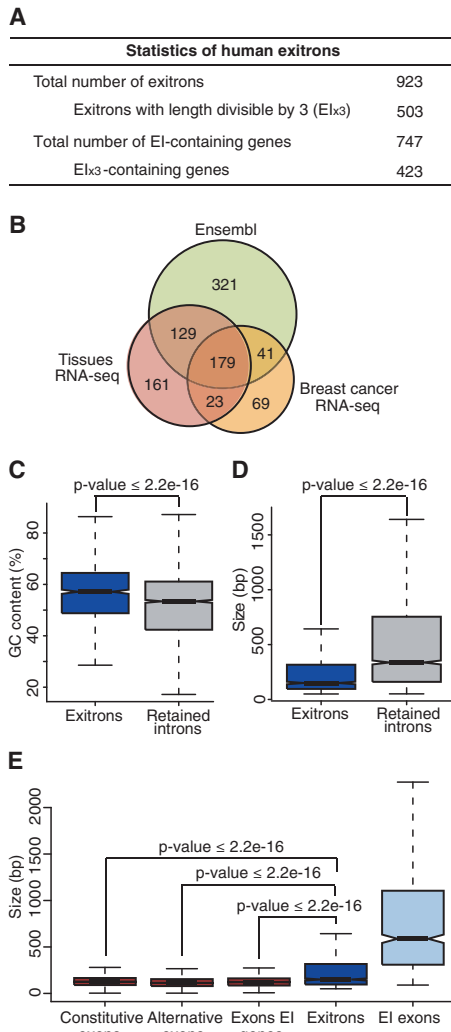 A
Statistics of human exitrons
Total number of exitrons 923
Exitrons with length divisible by 3 (EIx3) 503
Total number of EI-containing genes 747
EIx3-containing genes 423
B
Ensembl
321
129
179
41
Tissues
RNA-seq
161
23
69
Breast cancer
RNA-seq
C
p-value ≤ 2.2e-16
GC content (%)
80
60
40
20
Exitrons
Retained
introns
D
p-value ≤ 2.2e-16
Size (bp)
1500
1000
500
0
Exitrons
Retained
introns
E
Size (bp)
2000
1500
1000
500
0
p-value ≤ 2.2e-16
p-value ≤ 2.2e-16
p-value ≤ 2.2e-16
Constitutive Alternative Exons EI Exitrons EI exons